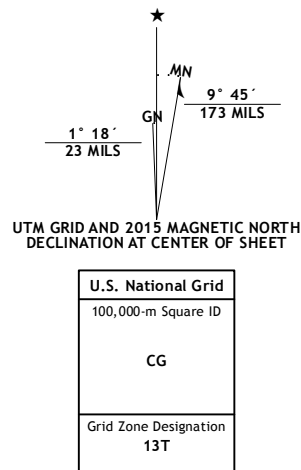 ★
MN
GN
9° 45´
173 MILS
1° 18´
23 MILS
UTM GRID AND 2015 MAGNETIC NORTH
DECLINATION AT CENTER OF SHEET
U.S. National Grid
100,000-m Square ID
CG
Grid Zone Designation
13T